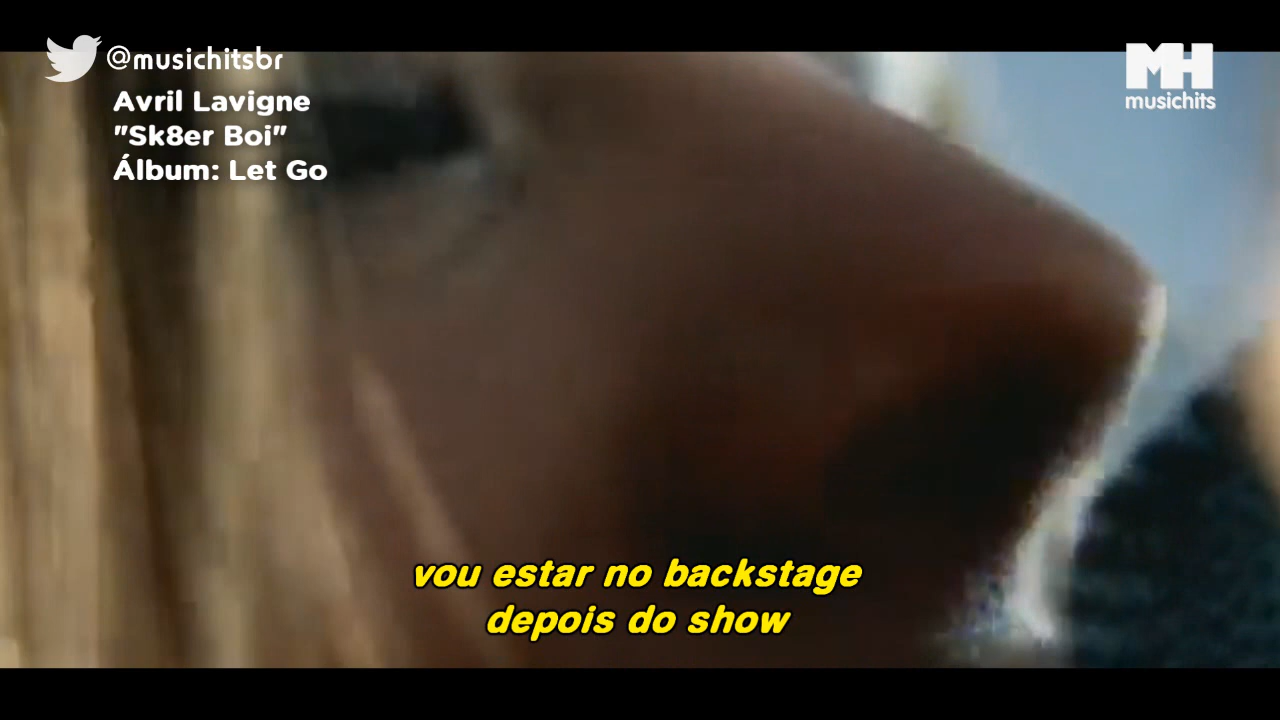 @musichitsbr
MH
musichits
Avril Lavigne
"Sk8er Boi"
Álbum: Let Go
vou estar no backstage
depois do show